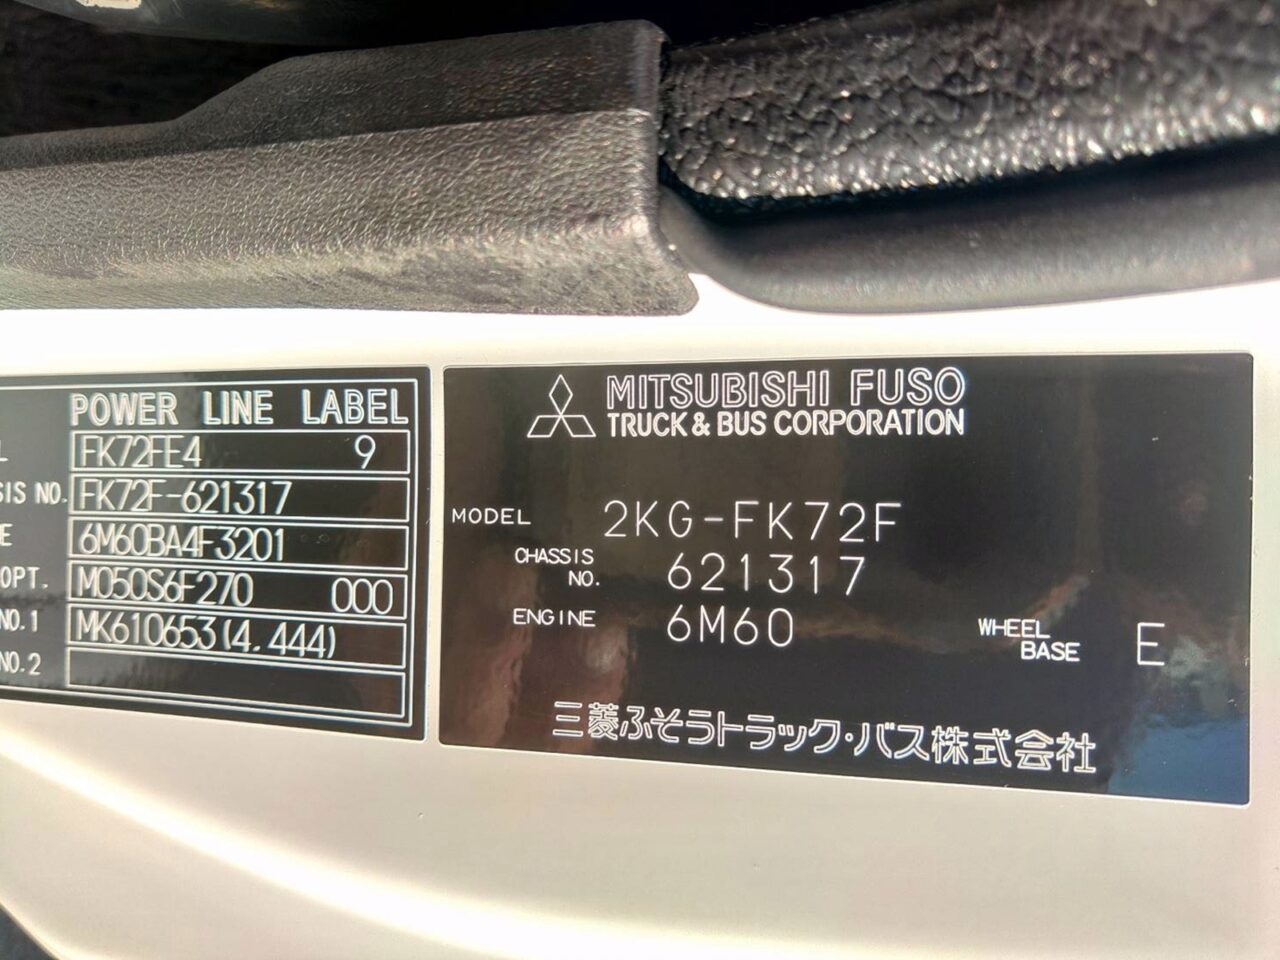 POWER LINE LABEL
L FK72FE4 9
SIS NO. FK72F-621317
E 6M60BA4F3201
OPT. M050S6F270 000
NO.1 MK610653(4.444)
NO.2
MITSUBISHI FUSO
TRUCK & BUS CORPORATION
MODEL 2KG-FK72F
CHASSIS NO. 621317
ENGINE 6M60
WHEEL BASE E
三菱ふそうトラック・バス株式会社